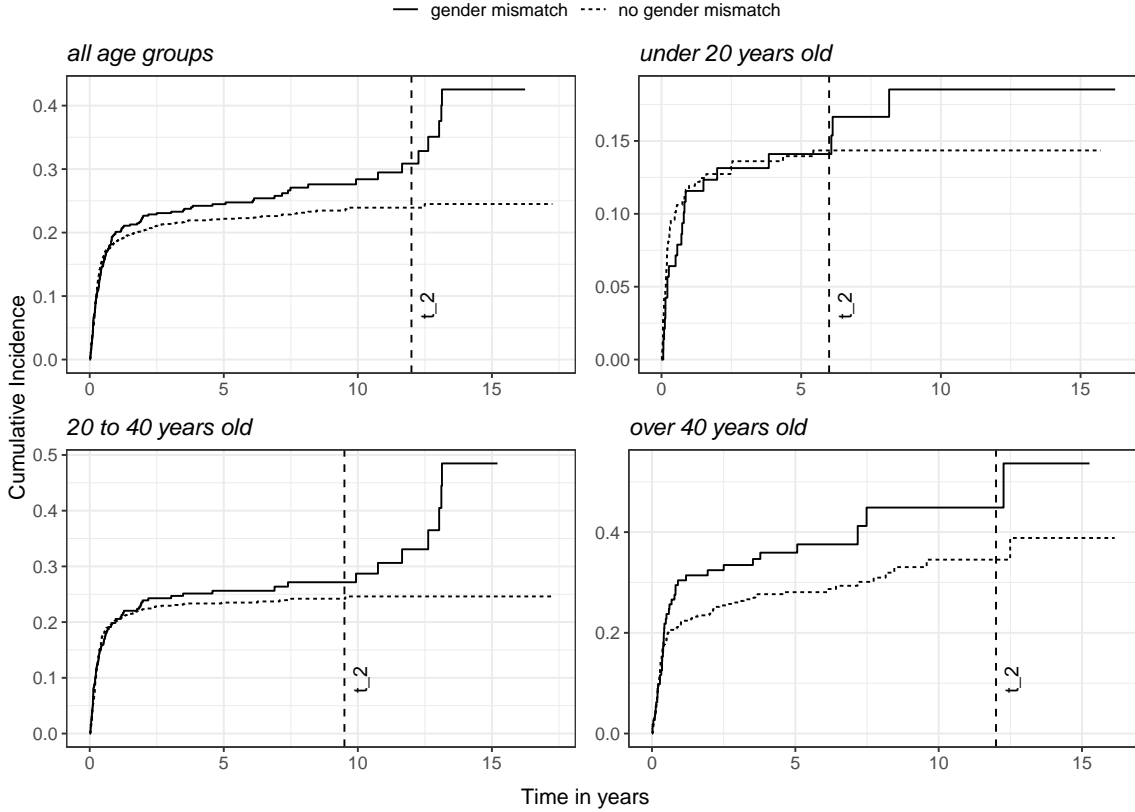 gender mismatch no gender mismatch
all age groups
under 20 years old
0.4
0.3
0.2
0.1
0.0
t_2
0 5 10 15
0.15
0.10
0.05
0.00
t_2
0 5 10 15
Cumulative Incidence
20 to 40 years old
over 40 years old
0.5
0.4
0.3
0.2
0.1
0.0
t_2
0 5 10 15
0.4
0.2
0.0
t_2
0 5 10 15
Time in years